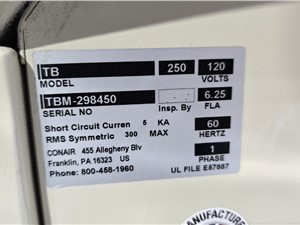 TB 250 120
MODEL VOLTS
TBM-298450 6.25
SERIAL NO Insp. By FLA
Short Circuit Curren 5 KA 60
RMS Symmetric 300 MAX HERTZ
CONAIR 455 Allegheny Blv 1
Franklin, PA 16323 US PHASE
Phone: 800-458-1960 UL FILE E57887
MANUFACTURE